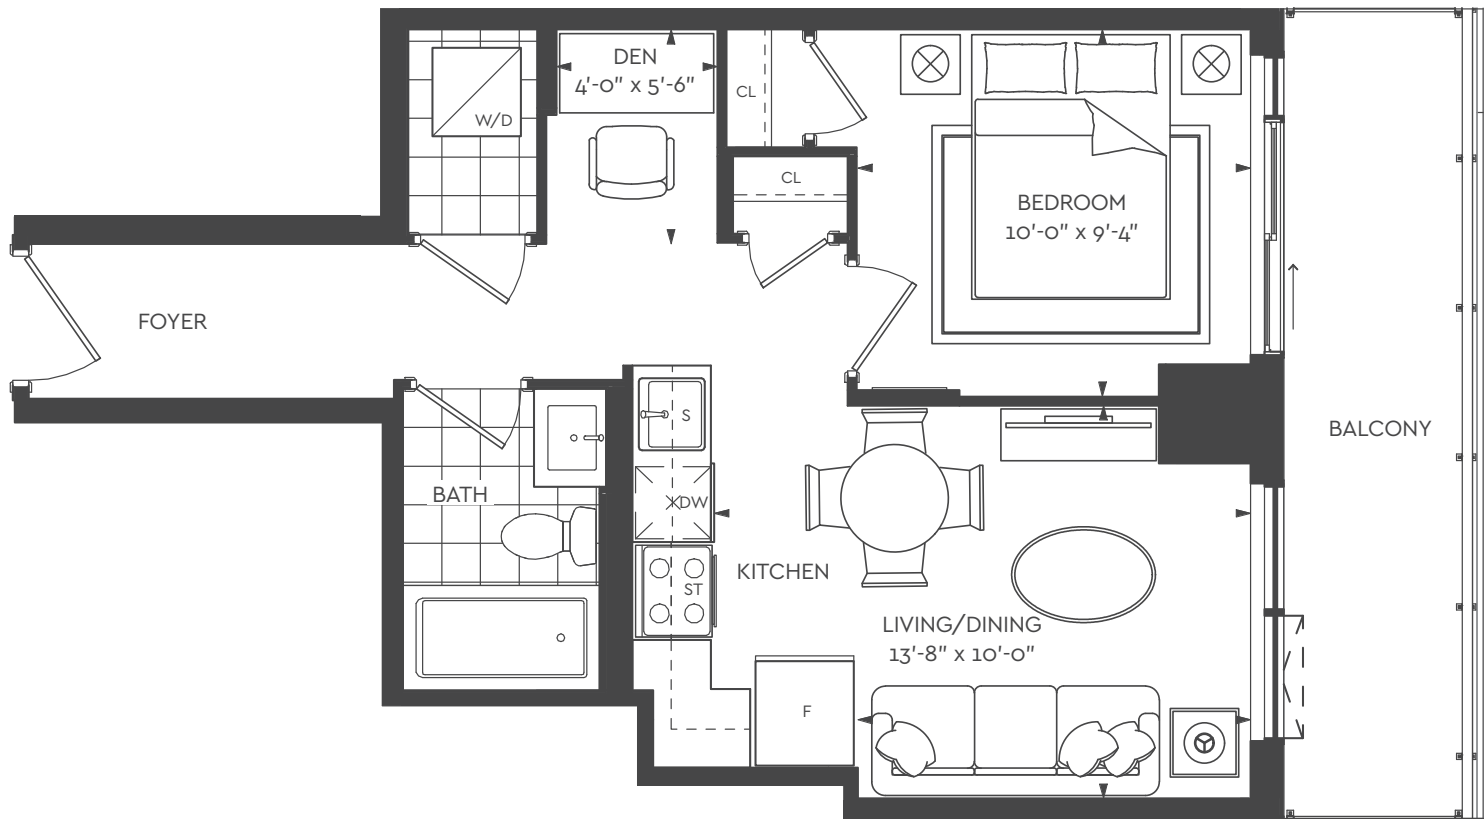 DEN
4'-0" x 5'-6"
CL
W/D
CL
BEDROOM
10'-0" x 9'-4"
FOYER
S
BALCONY
BATH
DW
KITCHEN
ST
LIVING/DINING
13'-8" x 10'-0"
F